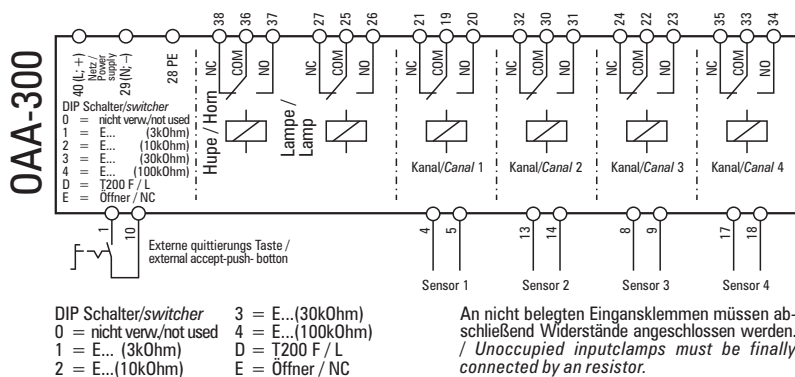 OAA-300
38 36 37 27 25 26 21 19 20 32 30 31 24 22 23 35 33 34
40 (L; +)
Netz /
Power
supply
29 (N; –)
28 PE
NC COM NO NC COM NO NC COM NO NC COM NO NC COM NO NC COM NO
DIP Schalter/switcher
0 = nicht verw./not used
1 = E... (3kOhm)
2 = E... (10kOhm)
3 = E... (30kOhm)
4 = E... (100kOhm)
D = T200 F / L
E = Öffner / NC
Hupe / Horn
Lampe /
Lamp
Kanal/Canal 1
Kanal/Canal 2
Kanal/Canal 3
Kanal/Canal 4
1 10 4 5 13 14 8 9 17 18
Externe quittierungs Taste /
external accept-push- botton
Sensor 1
Sensor 2
Sensor 3
Sensor 4
DIP Schalter/switcher
0 = nicht verw./not used
1 = E... (3kOhm)
2 = E...(10kOhm)
3 = E...(30kOhm)
4 = E...(100kOhm)
D = T200 F / L
E = Öffner / NC
An nicht belegten Eingansklemmen müssen ab-
schließend Widerstände angeschlossen werden.
/ Unoccupied inputclamps must be finally
connected by an resistor.